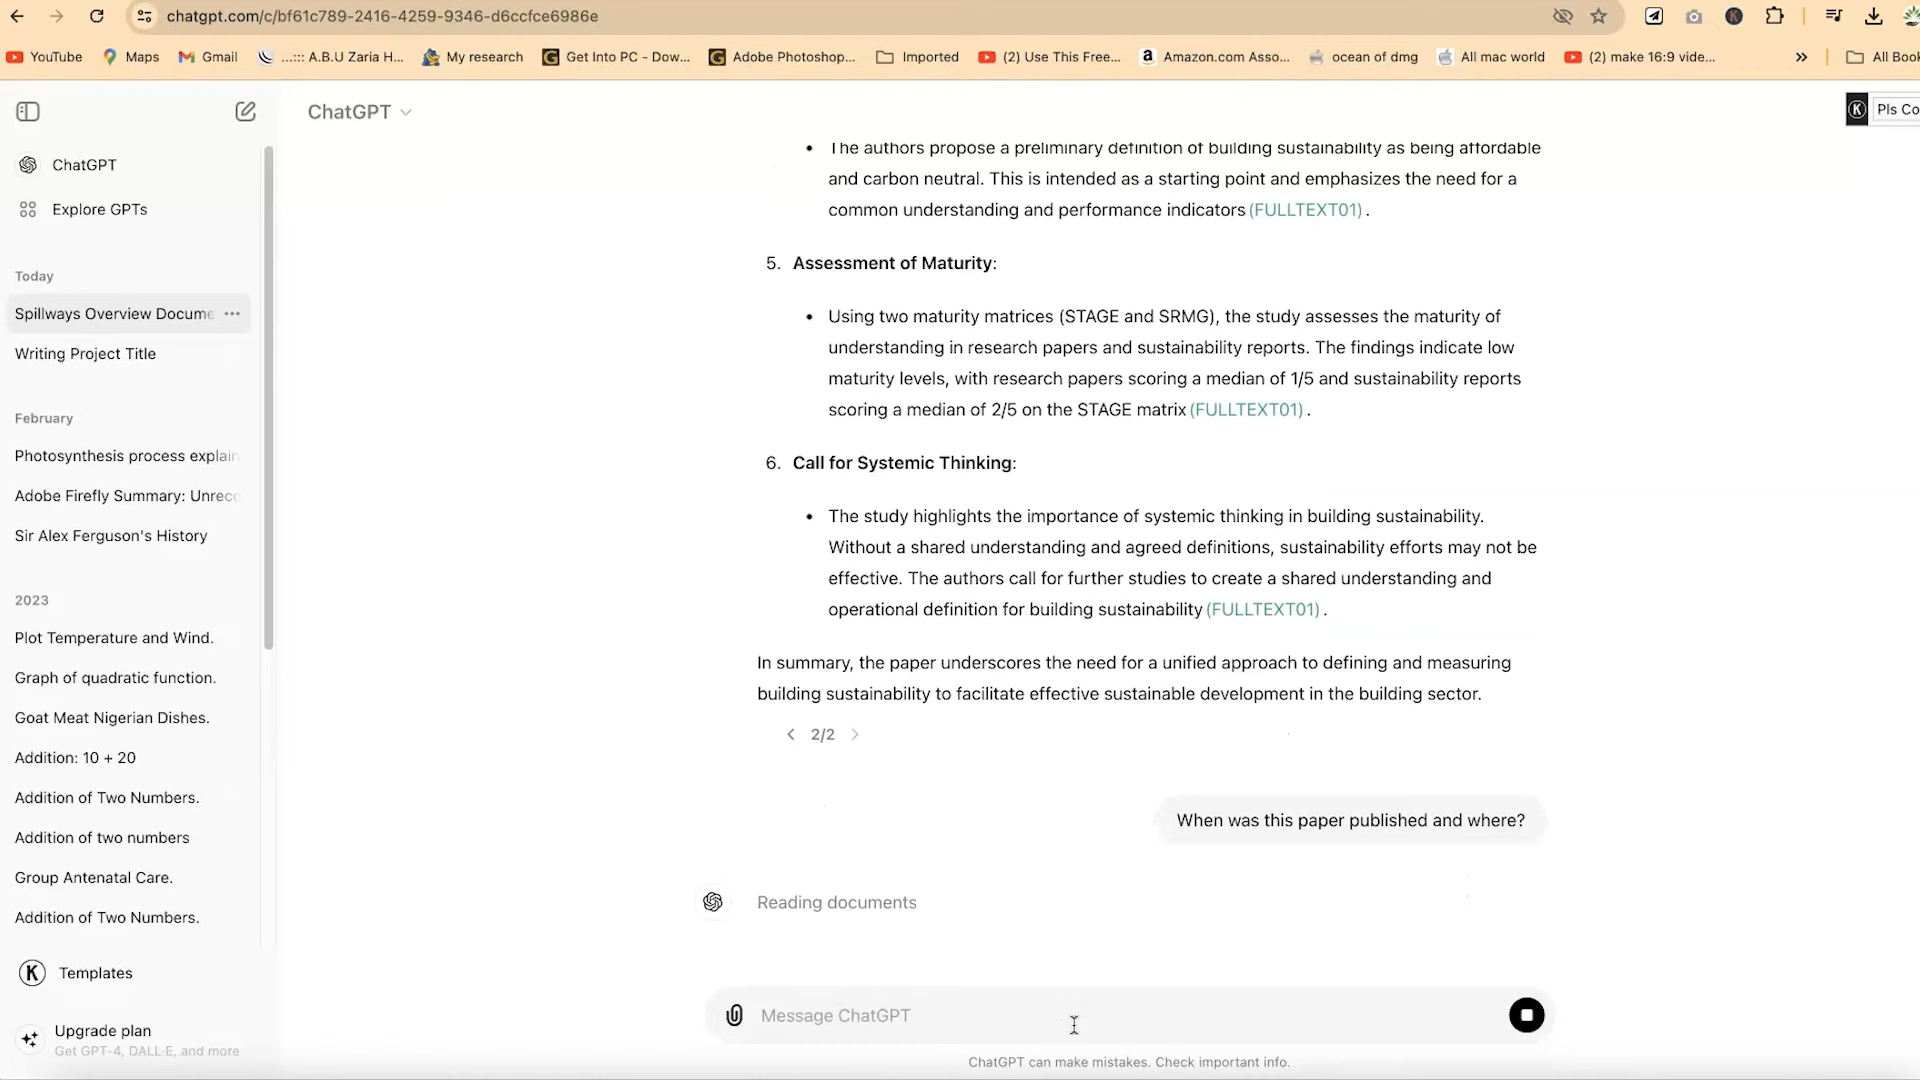 chatgpt.com/c/bf61c789-2416-4259-9346-d6ccfce6986e
YouTube
Maps
Gmail
...::: A.B.U Zaria H...
My research
Get Into PC - Dow...
Adobe Photoshop...
Imported
(2) Use This Free...
a
Amazon.com Asso...
ocean of dmg
All mac world
(2) make 16:9 vide...
»
All Book
ChatGPT
K
Pls Co
ChatGPT
Explore GPTs
Today
Spillways Overview Docume ...
Writing Project Title
February
Photosynthesis process explain
Adobe Firefly Summary: Unreco
Sir Alex Ferguson's History
2023
Plot Temperature and Wind.
Graph of quadratic function.
Goat Meat Nigerian Dishes.
Addition: 10 + 20
Addition of Two Numbers.
Addition of two numbers
Group Antenatal Care.
Addition of Two Numbers.
K Templates
Upgrade plan
Get GPT-4, DALL·E, and more
• The authors propose a preliminary definition of building sustainability as being affordable
and carbon neutral. This is intended as a starting point and emphasizes the need for a
common understanding and performance indicators (FULLTEXT01) .
5. Assessment of Maturity:
• Using two maturity matrices (STAGE and SRMG), the study assesses the maturity of
understanding in research papers and sustainability reports. The findings indicate low
maturity levels, with research papers scoring a median of 1/5 and sustainability reports
scoring a median of 2/5 on the STAGE matrix (FULLTEXT01) .
6. Call for Systemic Thinking:
• The study highlights the importance of systemic thinking in building sustainability.
Without a shared understanding and agreed definitions, sustainability efforts may not be
effective. The authors call for further studies to create a shared understanding and
operational definition for building sustainability (FULLTEXT01) .
In summary, the paper underscores the need for a unified approach to defining and measuring
building sustainability to facilitate effective sustainable development in the building sector.
< 2/2 >
When was this paper published and where?
Reading documents
Message ChatGPT
ChatGPT can make mistakes. Check important info.